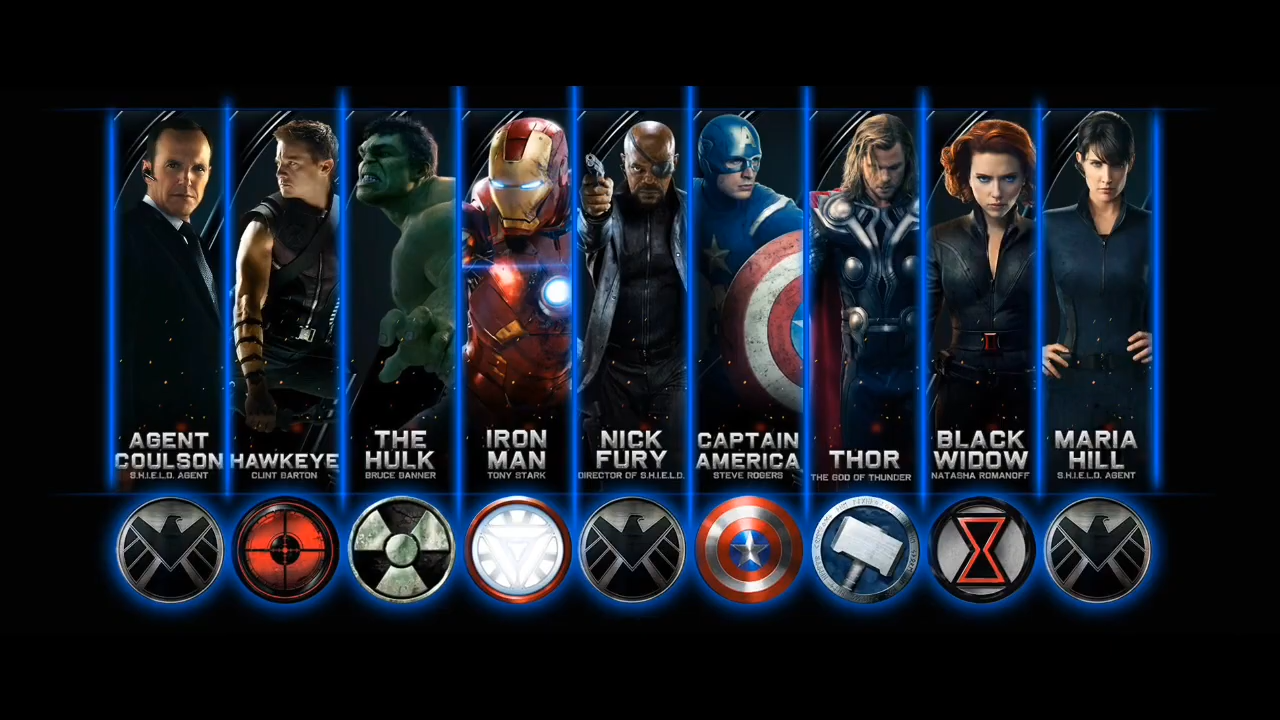 AGENT
COULSON
S.H.I.E.L.D. AGENT
HAWKEYE
CLINT BARTON
THE
HULK
BRUCE BANNER
IRON
MAN
TONY STARK
NICK
FURY
DIRECTOR OF S.H.I.E.L.D.
CAPTAIN
AMERICA
STEVE ROGERS
THOR
THE GOD OF THUNDER
BLACK
WIDOW
NATASHA ROMANOFF
MARIA
HILL
S.H.I.E.L.D. AGENT